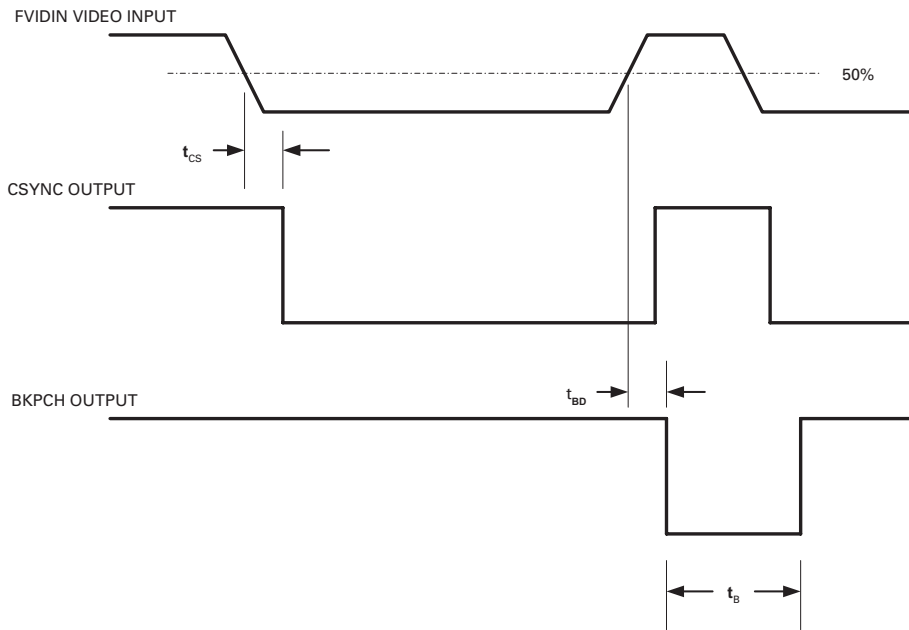 FVIDIN VIDEO INPUT
50%
tCS
CSYNC OUTPUT
tBD
BKPCH OUTPUT
tB